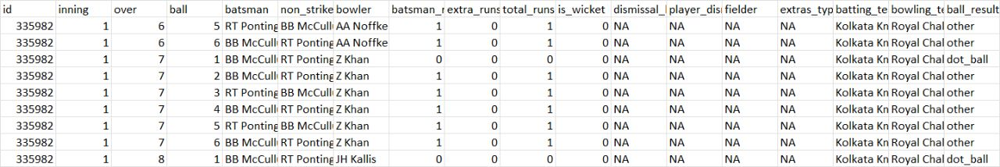 id inning over ball batsman non_strike bowler batsman_r extra_runs total_runs is_wicket dismissal_ player_dis fielder extras_typ batting_te bowling_te ball_result
335982 1 6 5 RT Ponting BB McCull AA Noffke 1 0 1 0 NA NA NA NA Kolkata Kn Royal Chal other
335982 1 6 6 BB McCull RT Ponting AA Noffke 1 0 1 0 NA NA NA NA Kolkata Kn Royal Chal other
335982 1 7 1 BB McCull RT Ponting Z Khan 0 0 0 0 NA NA NA NA Kolkata Kn Royal Chal dot_ball
335982 1 7 2 BB McCull RT Ponting Z Khan 1 0 1 0 NA NA NA NA Kolkata Kn Royal Chal other
335982 1 7 3 RT Ponting BB McCull Z Khan 1 0 1 0 NA NA NA NA Kolkata Kn Royal Chal other
335982 1 7 4 BB McCull RT Ponting Z Khan 1 0 1 0 NA NA NA NA Kolkata Kn Royal Chal other
335982 1 7 5 RT Ponting BB McCull Z Khan 1 0 1 0 NA NA NA NA Kolkata Kn Royal Chal other
335982 1 7 6 BB McCull RT Ponting Z Khan 1 0 1 0 NA NA NA NA Kolkata Kn Royal Chal other
335982 1 8 1 BB McCull RT Ponting JH Kallis 0 0 0 0 NA NA NA NA Kolkata Kn Royal Chal dot_ball